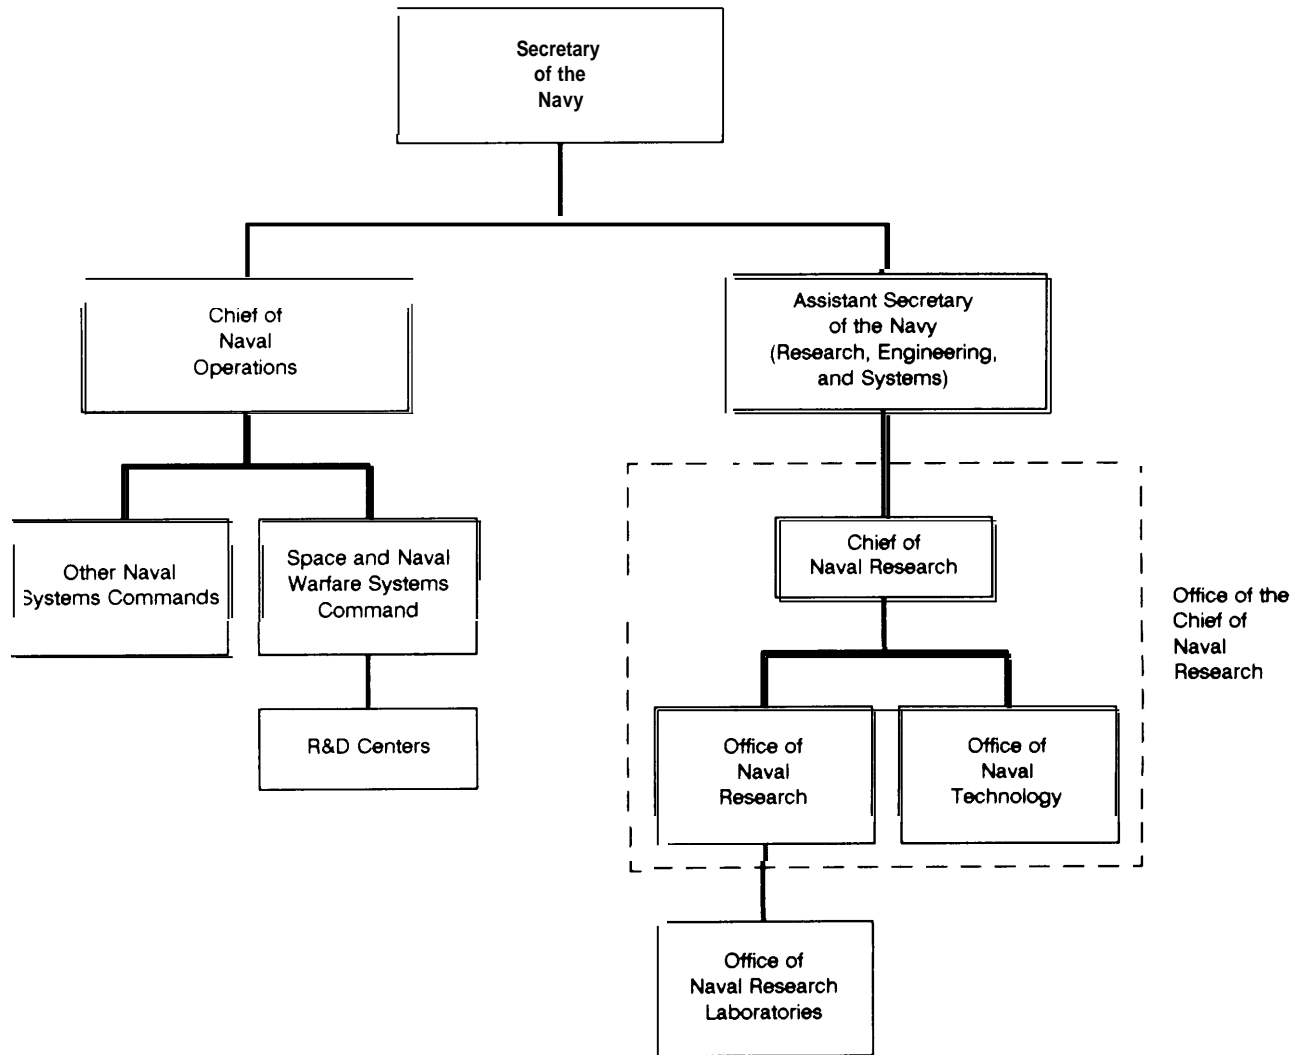 Secretary
of the
Navy
Chief of
Naval
Operations
Assistant Secretary
of the Navy
(Research, Engineering,
and Systems)
Other Naval
Systems Commands
Space and Naval
Warfare Systems
Command
Chief of
Naval Research
Office of the
Chief of
Naval
Research
R&D Centers
Office of
Naval
Research
Office of
Naval
Technology
Office of
Naval Research
Laboratories